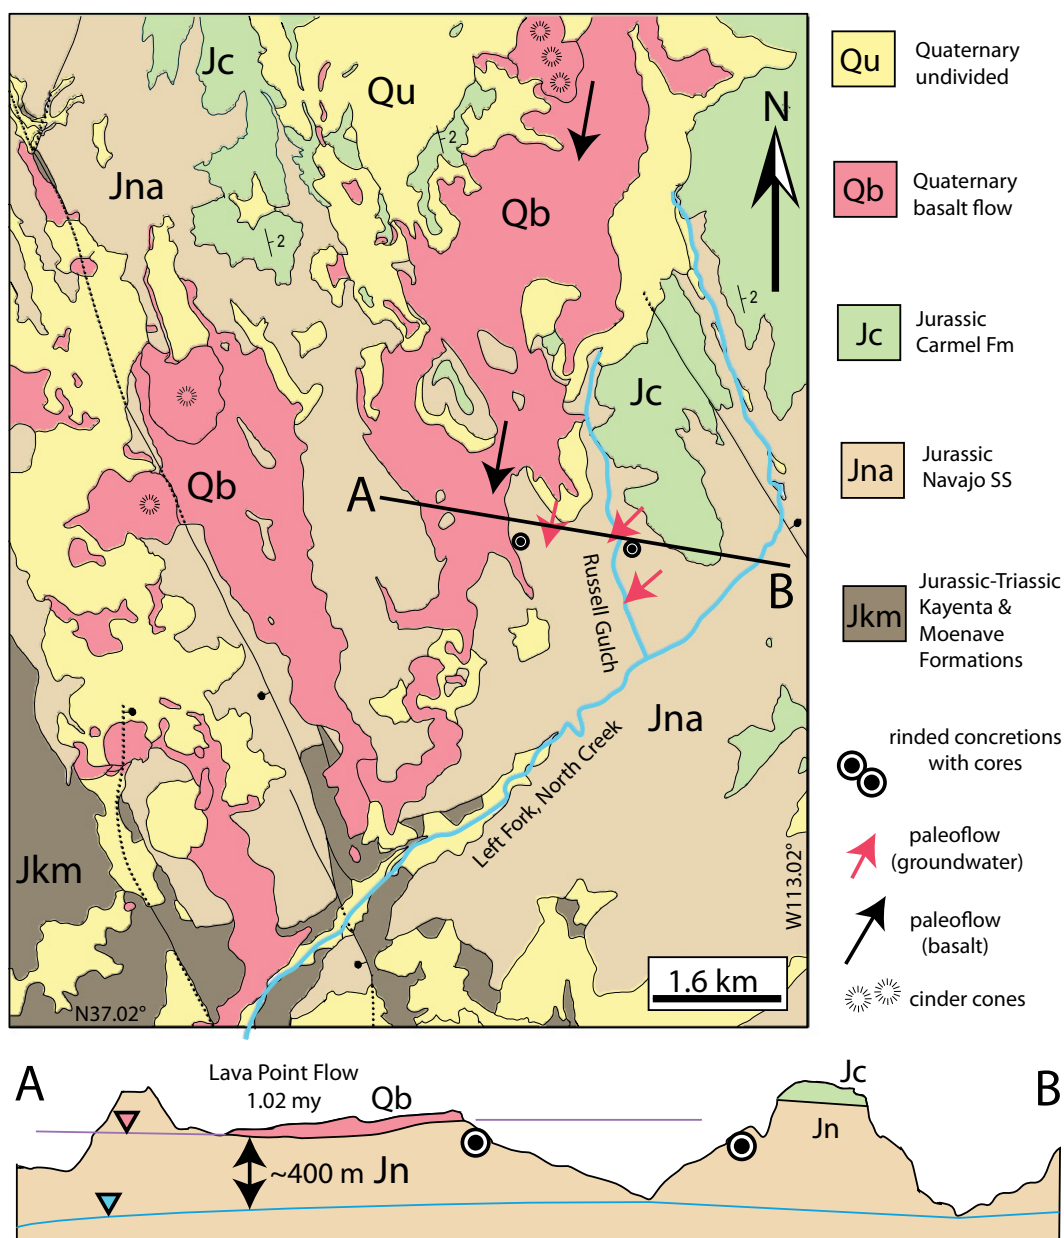 Jc
Qu
2
Jna
Qb
2
N
2
Jc
Qb
A
B
Russell Gulch
Jna
Left Fork, North Creek
Jkm
W113.02°
1.6 km
N37.02°
Qu
Quaternary
undivided
Qb
Quaternary
basalt flow
Jc
Jurassic
Carmel Fm
Jna
Jurassic
Navajo SS
Jkm
Jurassic-Triassic
Kayenta &
Moenave
Formations
rinded concretions
with cores
paleoflow
(groundwater)
paleoflow
(basalt)
cinder cones
A
Lava Point Flow
1.02 my
Qb
Jc
B
Jn
~400 m
Jn